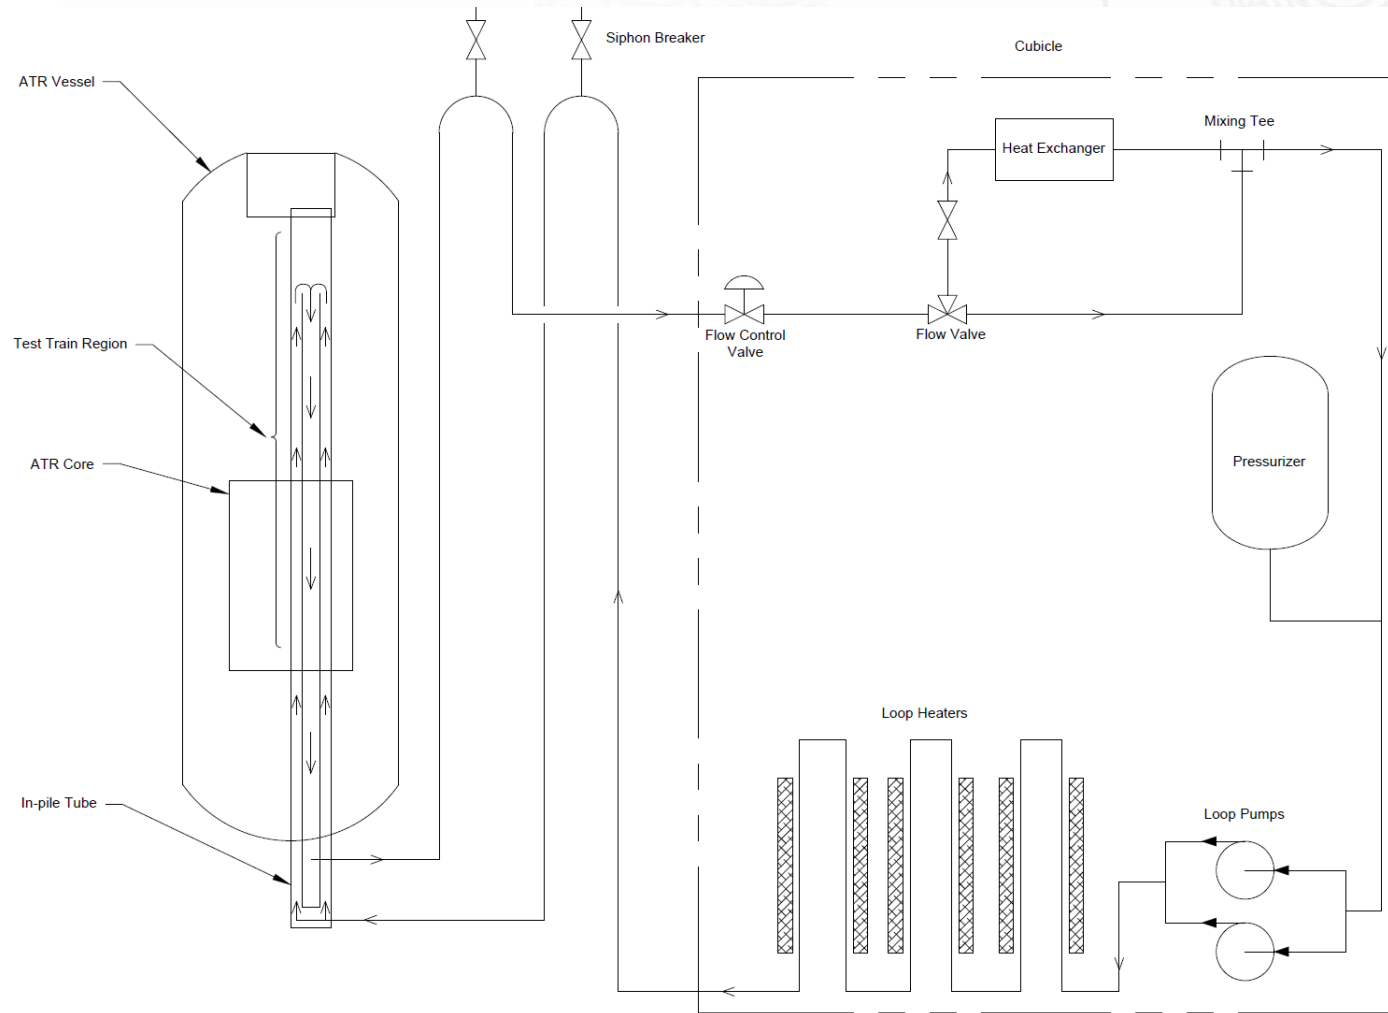 Siphon Breaker
Cubicle
ATR Vessel
Mixing Tee
Heat Exchanger
Test Train Region
Flow Control
Valve
Flow Valve
ATR Core
Pressurizer
Loop Heaters
In-pile Tube
Loop Pumps